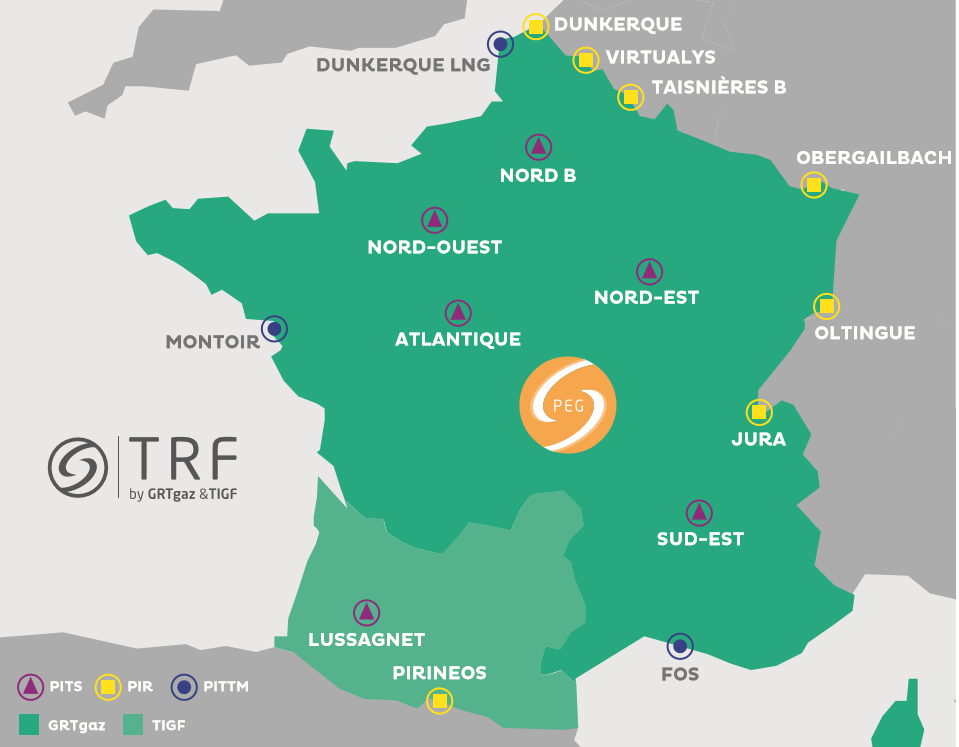 DUNKERQUE
DUNKERQUE LNG
VIRTUALYS
TAISNIÈRES B
OBERGAILBACH
NORD B
NORD-OUEST
NORD-EST
OLTINGUE
MONTOIR
ATLANTIQUE
PEG
JURA
TRF
by GRTgaz & TIGF
SUD-EST
LUSSAGNET
PIRINEOS
FOS
PITS PIR PITTM
GRTgaz TIGF